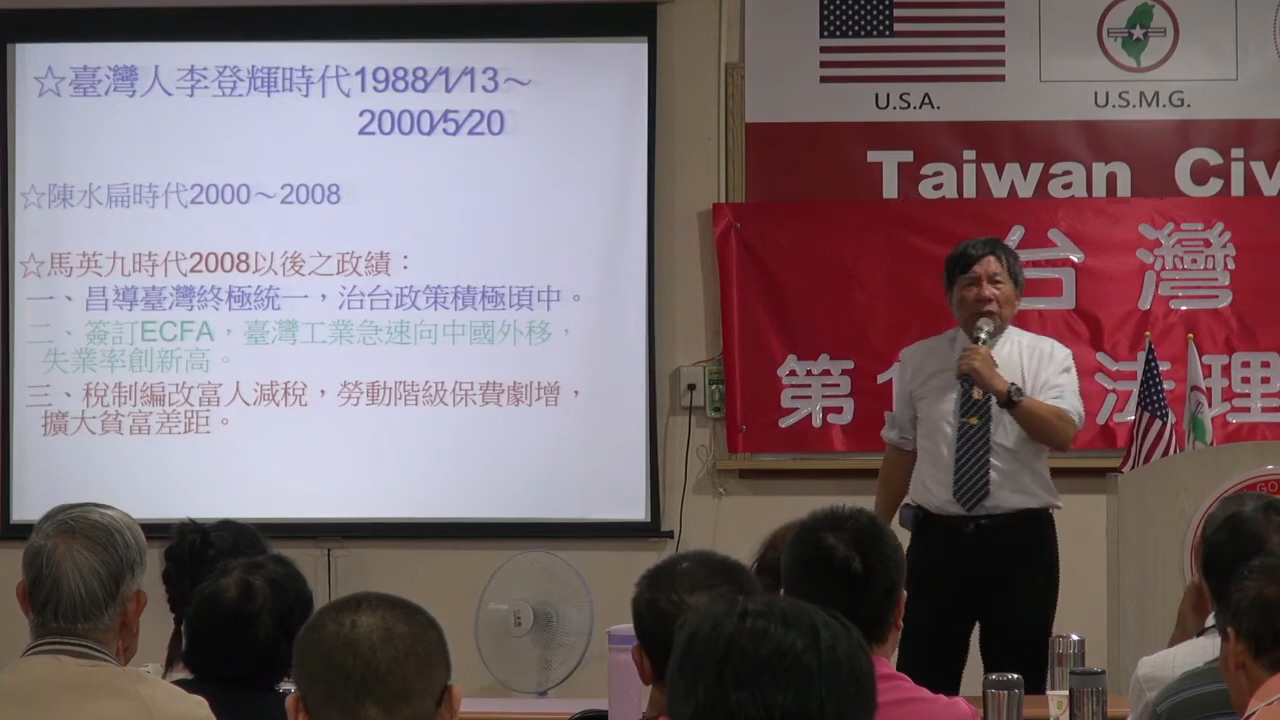 ☆臺灣人李登輝時代1988/1/13～
2000/5/20
☆陳水扁時代2000～2008
☆馬英九時代2008以後之政績：
一、昌導臺灣終極統一，治台政策積極頃中。
二、簽訂ECFA，臺灣工業急速向中國外移，
失業率創新高。
三、稅制編改富人減稅，勞動階級保費劇增，
擴大貧富差距。
U.S.A.
U.S.M.G.
Taiwan Civ
台灣
第
法理
GO